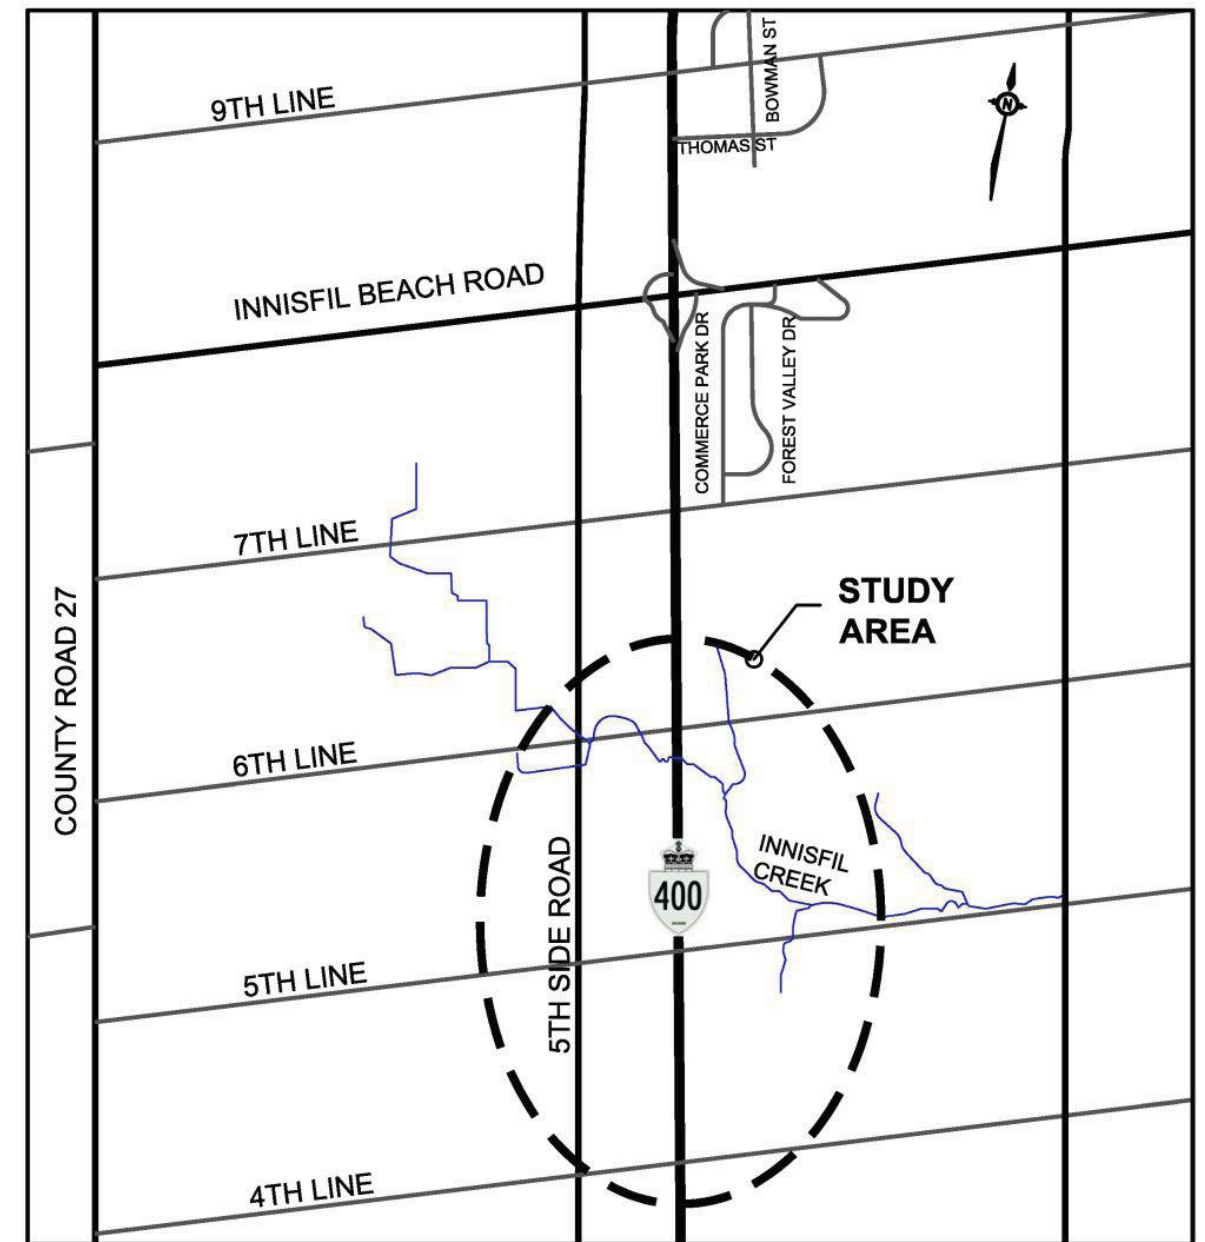 BOWMAN ST
9TH LINE
N
THOMAS ST
INNISFIL BEACH ROAD
COMMERCE PARK DR
FOREST VALLEY DR
7TH LINE
STUDY
AREA
COUNTY ROAD 27
6TH LINE
INNISFIL
CREEK
400
5TH SIDE ROAD
5TH LINE
4TH LINE